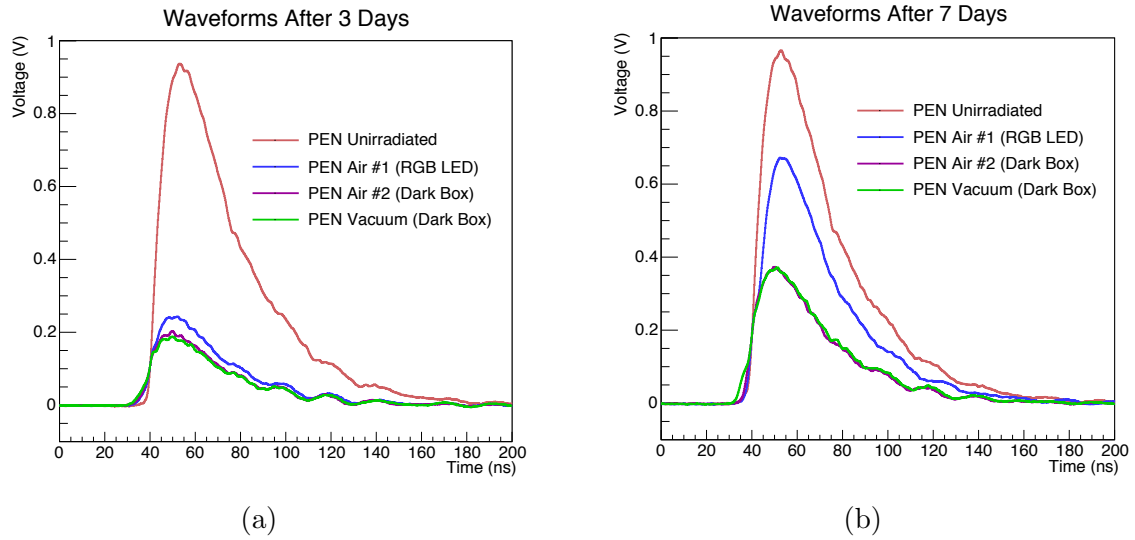 Waveforms After 3 Days
Voltage (V)
1
0.8
0.6
0.4
0.2
0
PEN Unirradiated
PEN Air #1 (RGB LED)
PEN Air #2 (Dark Box)
PEN Vacuum (Dark Box)
0 20 40 60 80 100 120 140 160 180 200
Time (ns)
(a)
Waveforms After 7 Days
Voltage (V)
1
0.8
0.6
0.4
0.2
0
PEN Unirradiated
PEN Air #1 (RGB LED)
PEN Air #2 (Dark Box)
PEN Vacuum (Dark Box)
0 20 40 60 80 100 120 140 160 180 200
Time (ns)
(b)